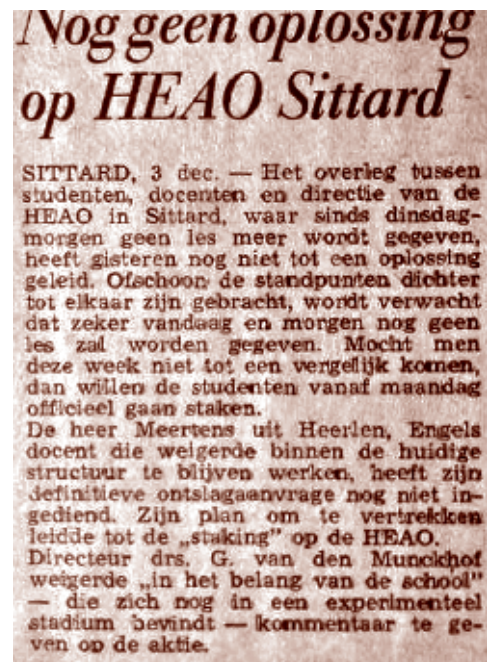 Nog geen oplossing
op HEAO Sittard
SITTARD, 3 dec. — Het overleg tussen
studenten, docenten en directie van de
HEAO in Sittard, waar sinds dinsdag-
morgen geen les meer wordt gegeven,
heeft gisteren nog niet tot een oplossing
geleid. Ofschoon de standpunten dichter
tot elkaar zijn gebracht, wordt verwacht
dat zeker vandaag en morgen nog geen
les zal worden gegeven. Mocht men
deze week niet tot een vergelijk komen,
dan willen de studenten vanaf maandag
officieel gaan staken.
De heer Meertens uit Heerlen, Engels
docent die weigerde binnen de huidige
structuur te blijven werken, heeft zijn
definitieve ontslagaanvrage nog niet in-
gediend. Zijn plan om te vertrekken
leidde tot de „staking” op de HEAO.
Directeur drs. G. van den Munckhof
weigerde „in het belang van de school”
— die zich nog in een experimenteel
stadium bevindt — kommentaar te ge-
ven op de aktie.